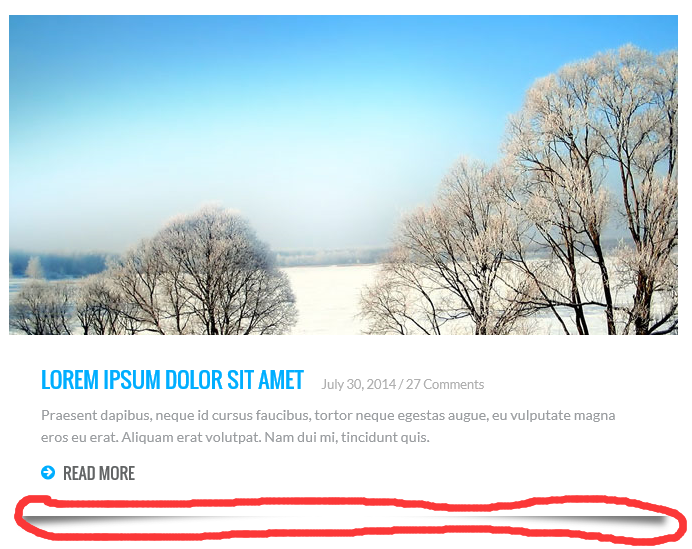 LOREM IPSUM DOLOR SIT AMET July 30, 2014 / 27 Comments
Praesent dapibus, neque id cursus faucibus, tortor neque egestas augue, eu vulputate magna
eros eu erat. Aliquam erat volutpat. Nam dui mi, tincidunt quis.
READ MORE